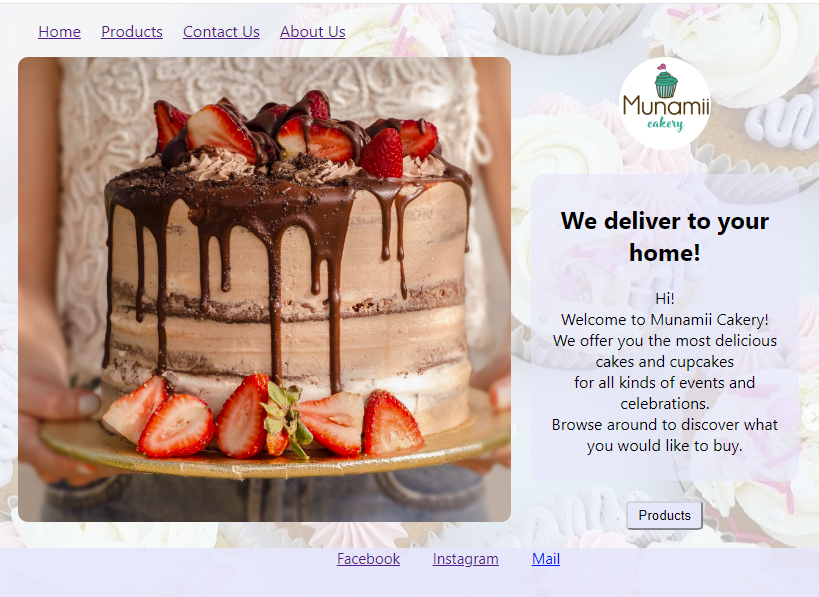 Home Products Contact Us About Us
Munamii
cakery
We deliver to your
home!
Hi!
Welcome to Munamii Cakery!
We offer you the most delicious
cakes and cupcakes
for all kinds of events and
celebrations.
Browse around to discover what
you would like to buy.
Products
Facebook Instagram Mail